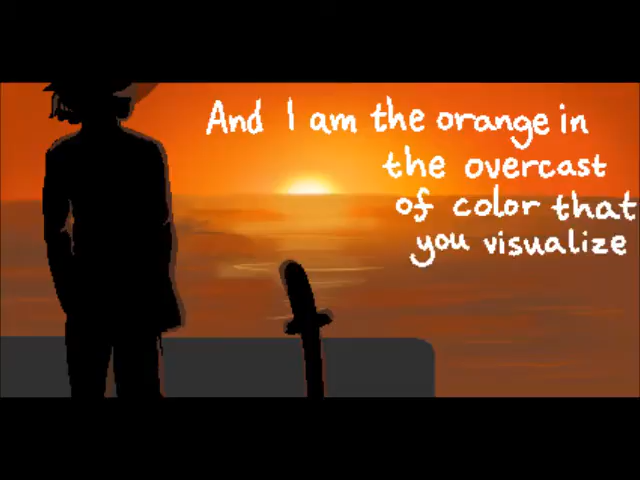 And I am the orange in
the overcast
of color that
you visualize